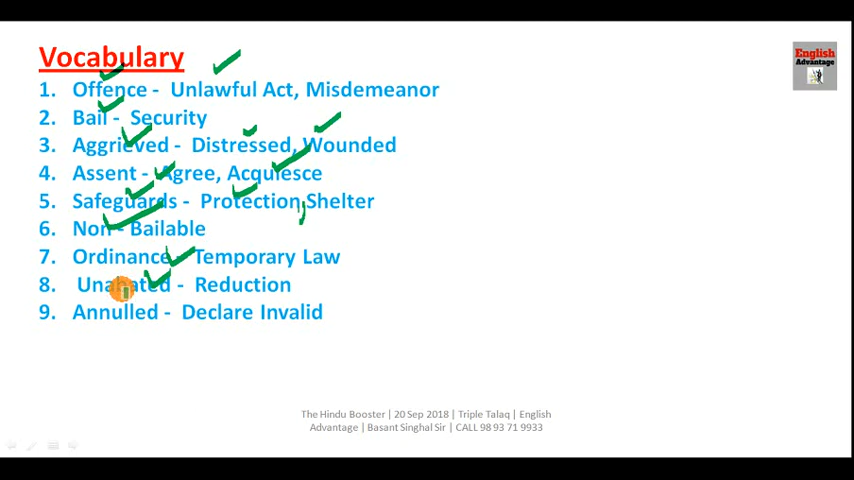 Vocabulary
English
Advantage
1. Offence - Unlawful Act, Misdemeanor
2. Bail - Security
3. Aggrieved - Distressed, Wounded
4. Assent - Agree, Acquiesce
5. Safeguards - Protection Shelter
6. Non - Bailable
7. Ordinance - Temporary Law
8. Unabated - Reduction
9. Annulled - Declare Invalid
The Hindu Booster | 20 Sep 2018 | Triple Talaq | English
Advantage | Basant Singhal Sir | CALL 98 93 71 9933